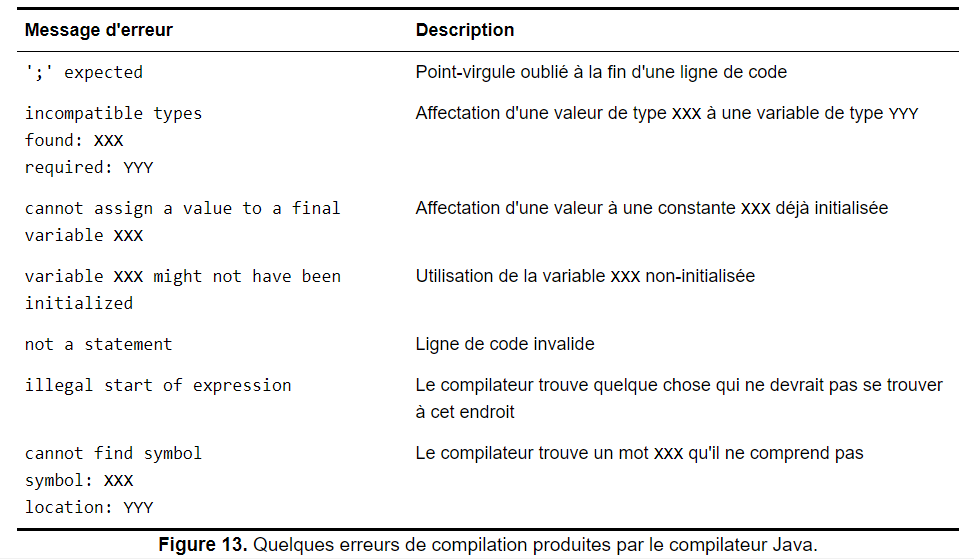 Message d'erreur Description
';' expected Point-virgule oublié à la fin d'une ligne de code
incompatible types Affectation d'une valeur de type XXX à une variable de type YYY
found: XXX
required: YYY
cannot assign a value to a final Affectation d'une valeur à une constante XXX déjà initialisée
variable XXX
variable XXX might not have been Utilisation de la variable XXX non-initialisée
initialized
not a statement Ligne de code invalide
illegal start of expression Le compilateur trouve quelque chose qui ne devrait pas se trouver
à cet endroit
cannot find symbol Le compilateur trouve un mot XXX qu'il ne comprend pas
symbol: XXX
location: YYY
Figure 13. Quelques erreurs de compilation produites par le compilateur Java.